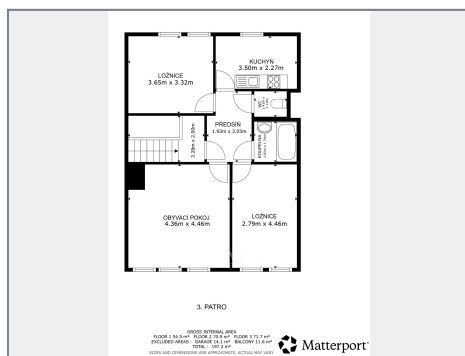 LOŽNICE
3.65m x 3.32m
KUCHYŇ
3.50m x 2.27m
WC
PŘEDSÍŇ
1.93m x 3.05m
3.28m x 2.00m
KOUPELNA
OBYVACÍ POKOJ
4.36m x 4.46m
LOŽNICE
2.79m x 4.46m
3. PATRO
GROSS INTERNAL AREA
FLOOR 1 54.5 m² FLOOR 2 70.9 m² FLOOR 3 71.7 m²
EXCLUDED AREAS : GARAGE 14.1 m² BALCONY 11.6 m²
TOTAL : 197.2 m²
SIZES AND DIMENSIONS ARE APPROXIMATE, ACTUAL MAY VARY.
Matterport